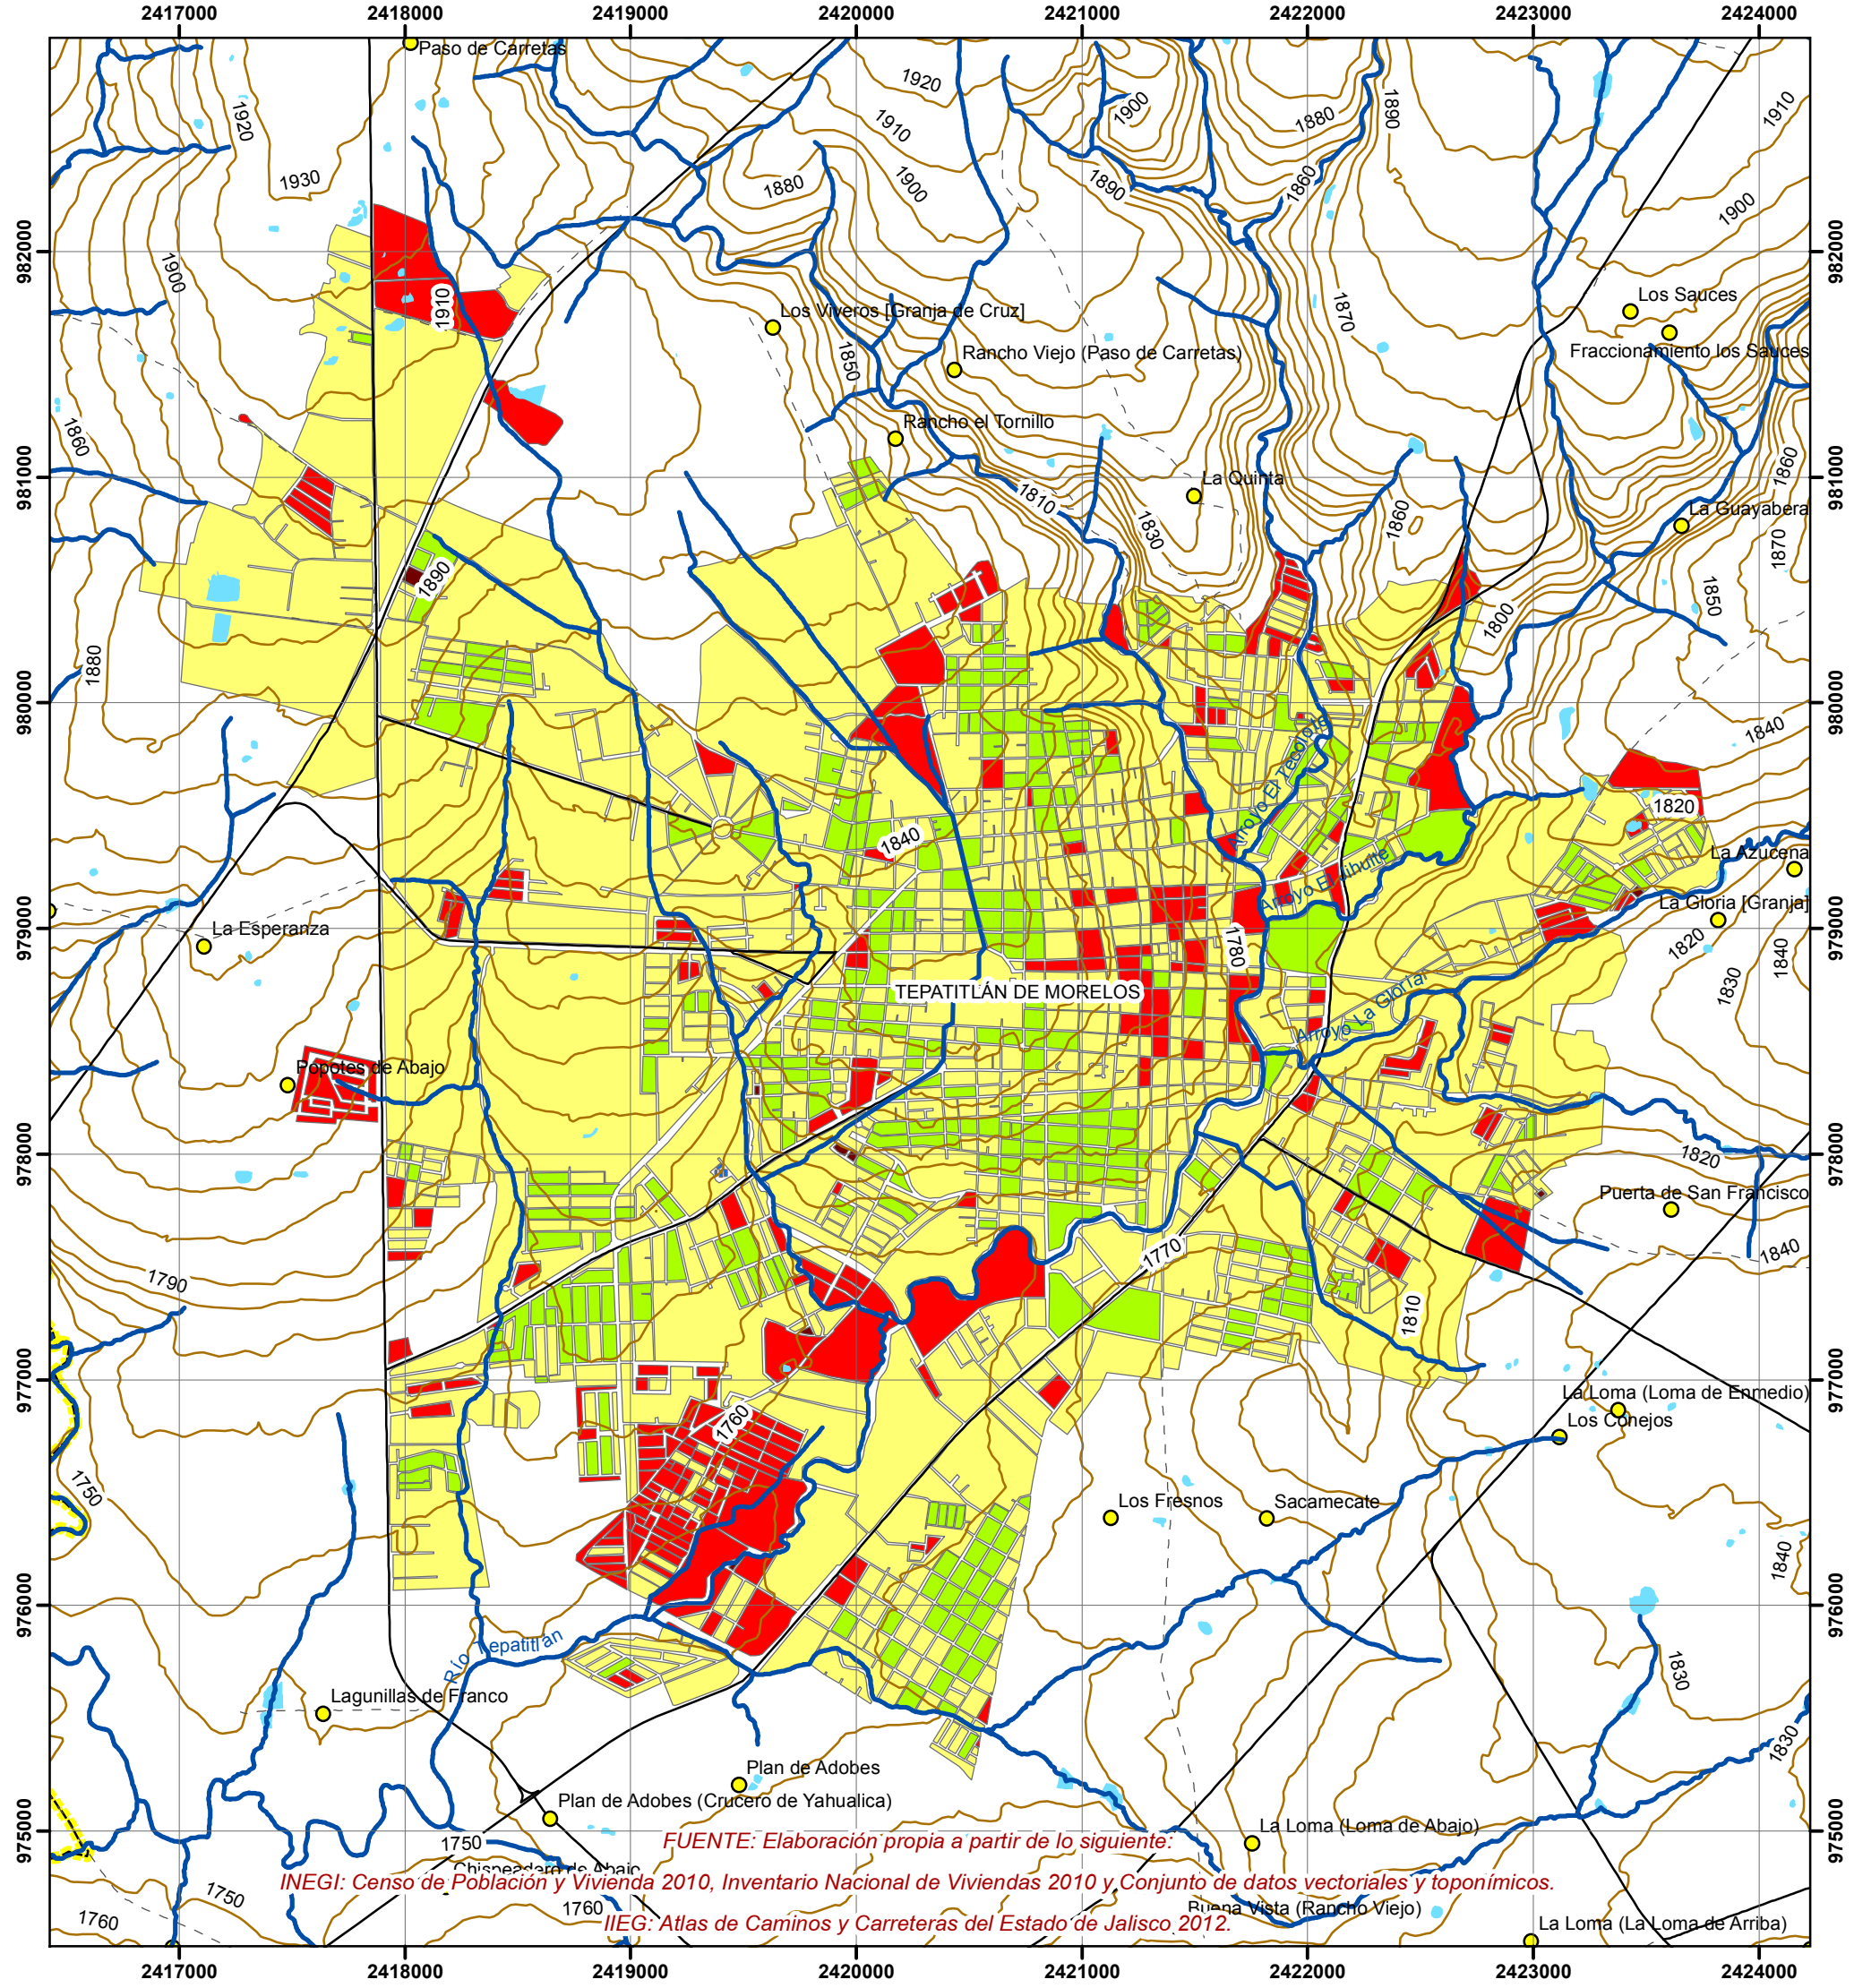 2417000 2418000 2419000 2420000 2421000 2422000 2423000 2424000
Paso de Carretas
1920
1920
1910
1900
1880
1890
1910
1930
1880
1900
1890
1860
1900
982000
982000
1900
1910
1870
Los Sauces
Los Viveros [Granja de Cruz]
Rancho Viejo (Paso de Carretas)
Fraccionamiento los Sauces
1850
Rancho el Tornillo
1860
981000
981000
La Quinta
1860
1810
1830
1860
La Guayabera
1870
1890
1850
1800
1880
980000
980000
Arroyo El Tecolote
1840
1820
1840
La Azucena
Arroyo El Jihuite
979000
979000
La Esperanza
La Gloria [Granja]
1780
1820
1840
1830
TEPATITLÁN DE MORELOS
Arroyo La Gloria
Popotes de Abajo
978000
978000
1820
Puerta de San Francisco
1770
1840
1790
1810
977000
977000
La Loma (Loma de Enmedio)
Los Conejos
1760
1750
Los Fresnos
Sacamecate
1840
976000
976000
Río Tepatitlán
1830
Lagunillas de Franco
1830
Plan de Adobes
Plan de Adobes (Crucero de Yahualica)
975000
975000
La Loma (Loma de Abajo)
1750
FUENTE: Elaboración propia a partir de lo siguiente:
Chispeadero de Abajo
INEGI: Censo de Población y Vivienda 2010, Inventario Nacional de Viviendas 2010 y Conjunto de datos vectoriales y toponímicos.
1750
1760
1760
Buena Vista (Rancho Viejo)
IIEG: Atlas de Caminos y Carreteras del Estado de Jalisco 2012.
La Loma (La Loma de Arriba)
2417000 2418000 2419000 2420000 2421000 2422000 2423000 2424000